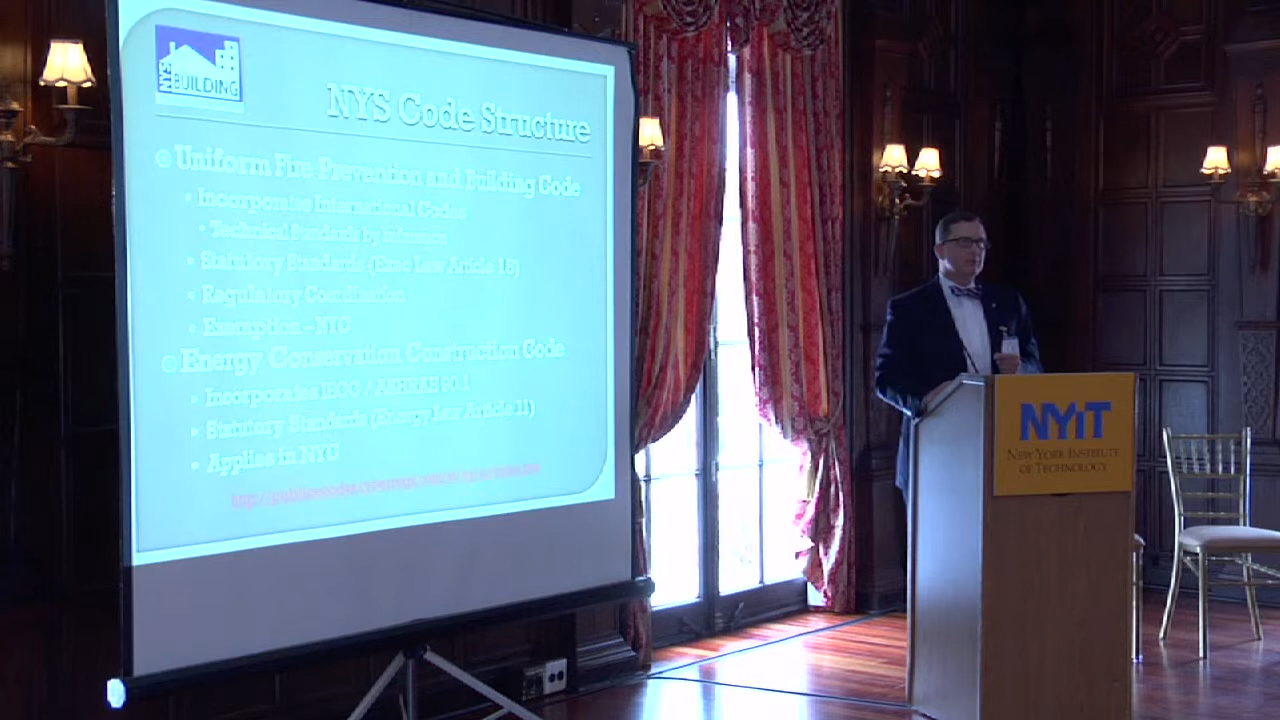 NYS
BUILDING
NYS Code Structure
Uniform Fire Prevention and Building Code
Incorporates International Codes
Technical Standards by reference
Statutory Standards (Exec Law Article 18)
Regulatory Coordination
Exemption - NYC
Energy Conservation Construction Code
Incorporates IECC / ASHRAE 90.1
Statutory Standards (Energy Law Article 11)
Applies in NYC
NYiT
New York Institute
of Technology